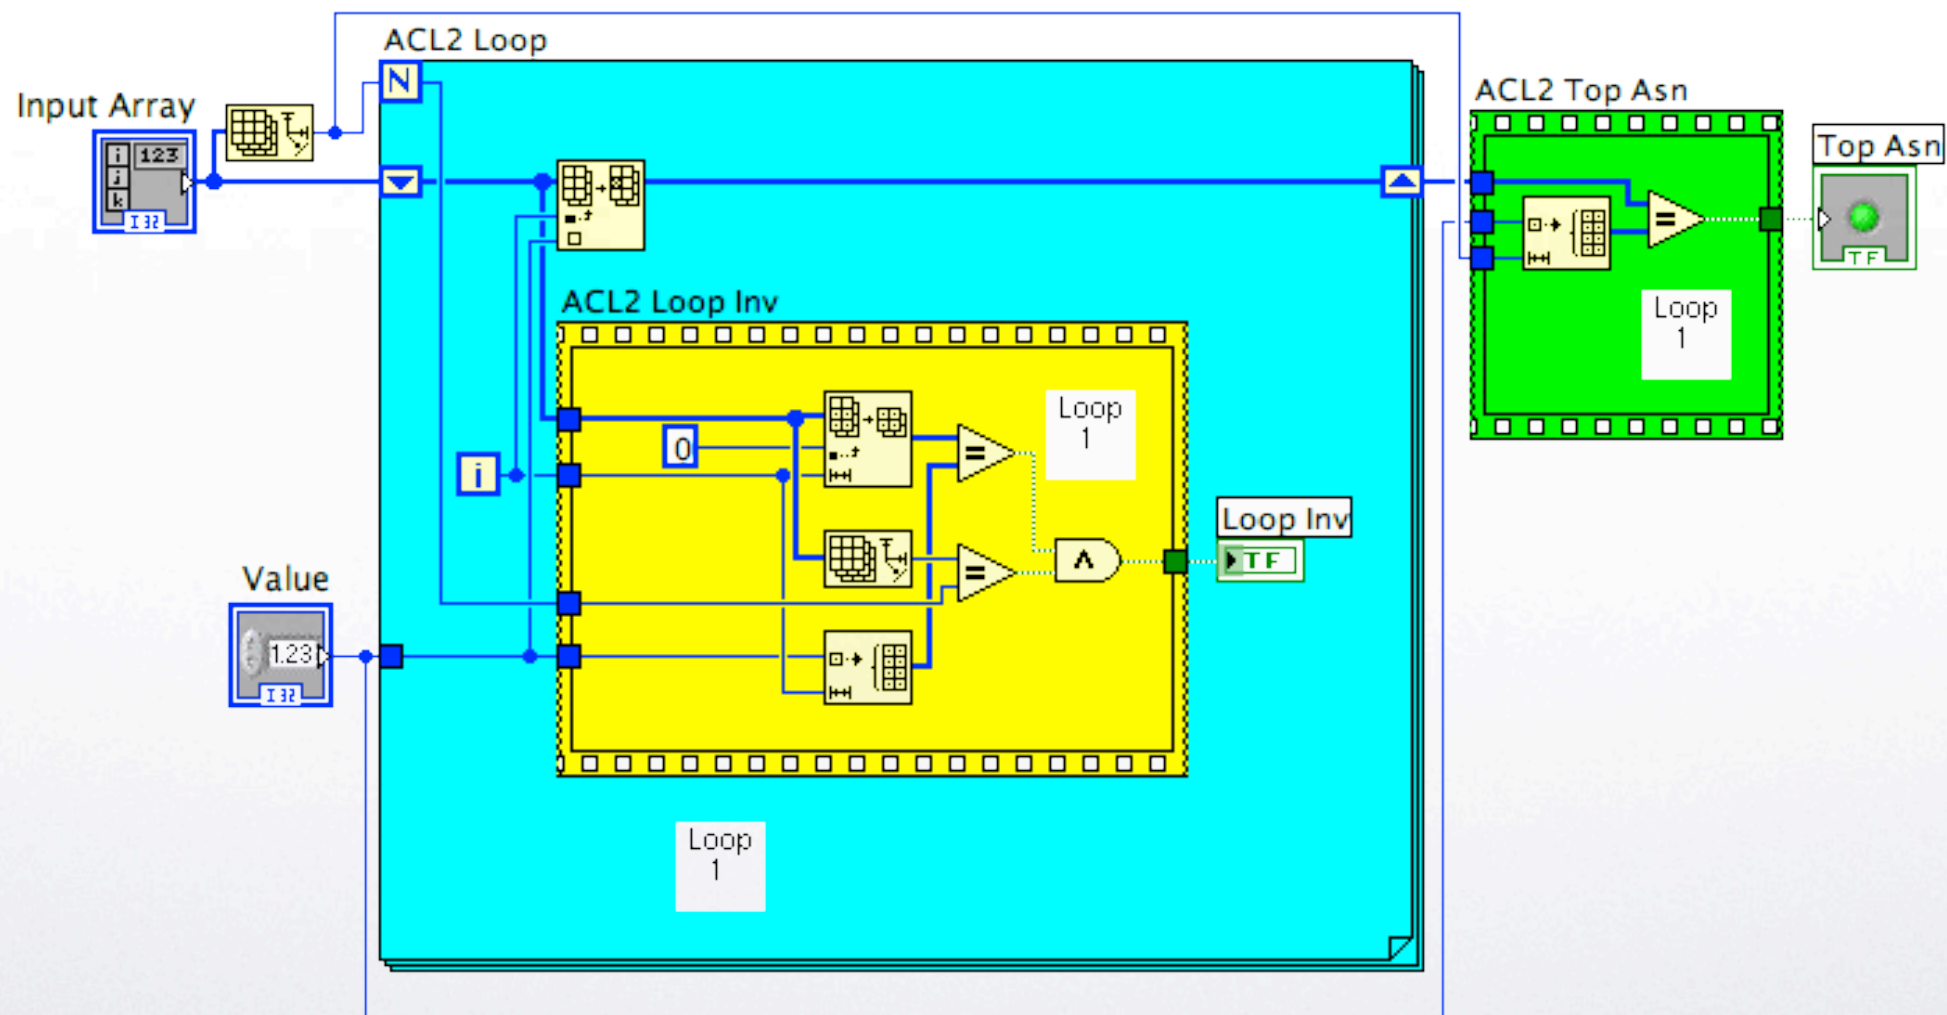 ACL2 Loop
N
Input Array
i
j
k
123
I32
ACL2 Top Asn
Top Asn
=
TF
Loop
1
ACL2 Loop Inv
Loop
1
0
=
i
Loop Inv
TF
=
∧
Value
1.23
I32
Loop
1